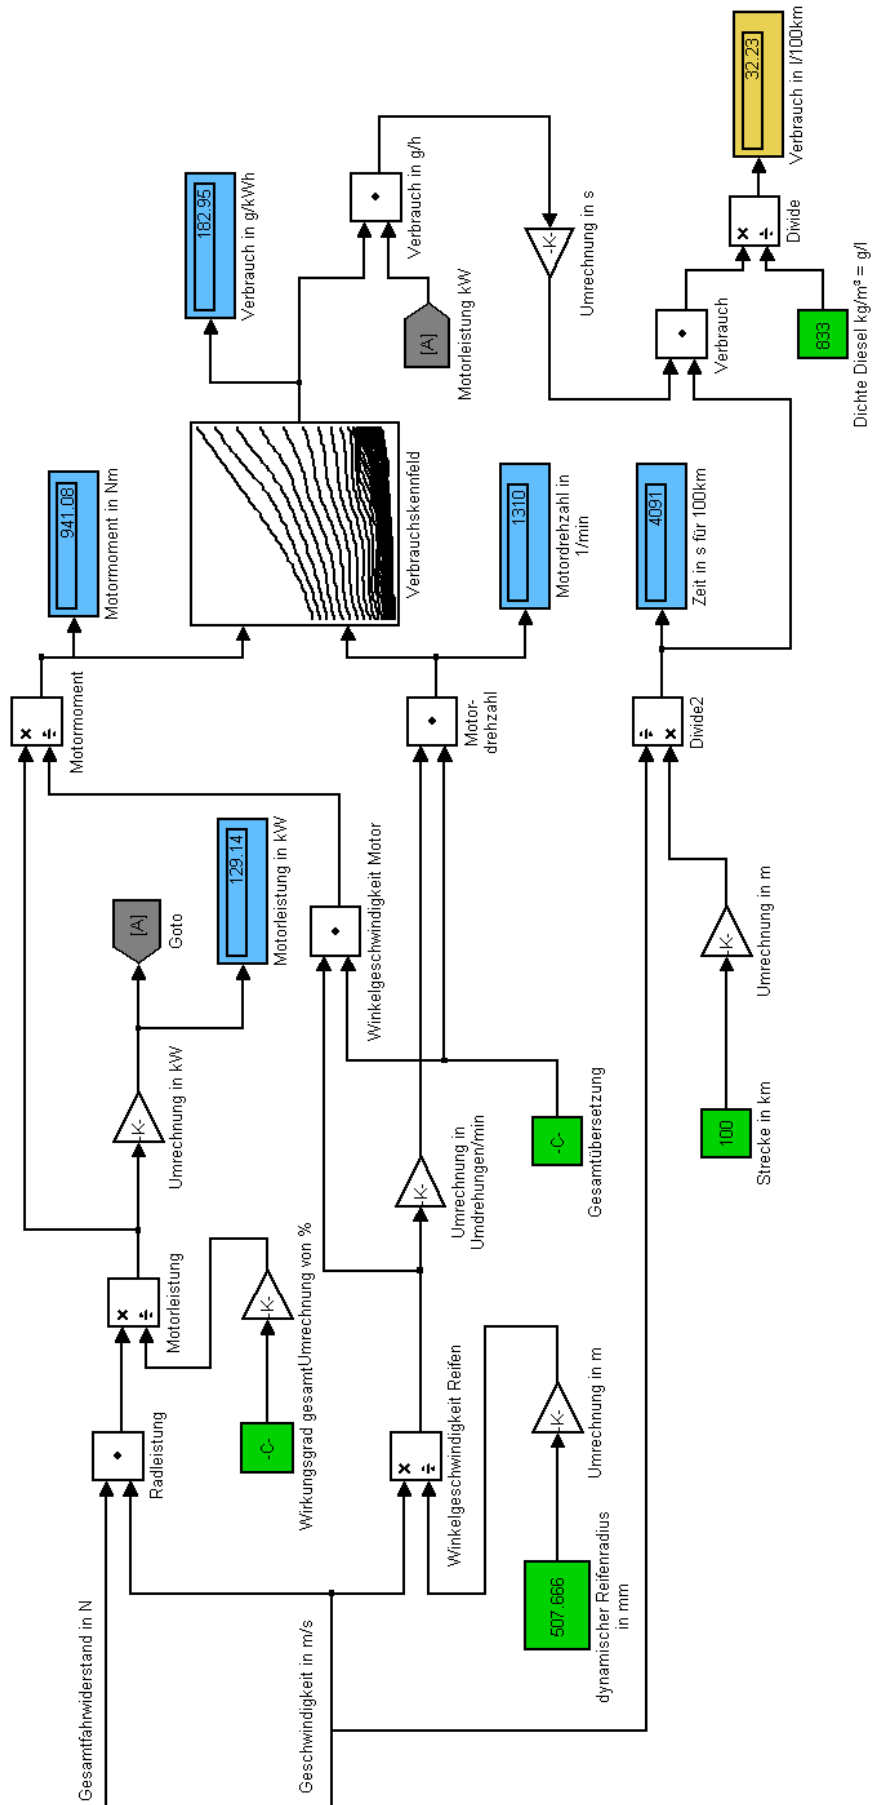 Gesamtfahrwiderstand in N
Geschwindigkeit in m/s
Radleistung
×
÷
Motorleistung
-K-
Umrechnung in kW
[A]
Goto
129.14
Motorleistung in kW
×
÷
Motormoment
941.08
Motormoment in Nm
-C-
Wirkungsgrad gesamt
-K-
Umrechnung von %
×
÷
Winkelgeschwindigkeit Reifen
507.666
dynamischer Reifenradius
in mm
-K-
Umrechnung in m
-K-
Umrechnung in
Umdrehungen/min
Winkelgeschwindigkeit Motor
-C-
Gesamtübersetzung
Motor-
drehzahl
1310
Motordrehzahl in
1/min
Verbrauchskennfeld
182.95
Verbrauch in g/kWh
[A]
Motorleistung kW
Verbrauch in g/h
-K-
Umrechnung in s
100
Strecke in km
-K-
Umrechnung in m
÷
×
Divide2
4091
Zeit in s für 100km
Verbrauch
833
Dichte Diesel kg/m³ = g/l
×
÷
Divide
32.23
Verbrauch in l/100km